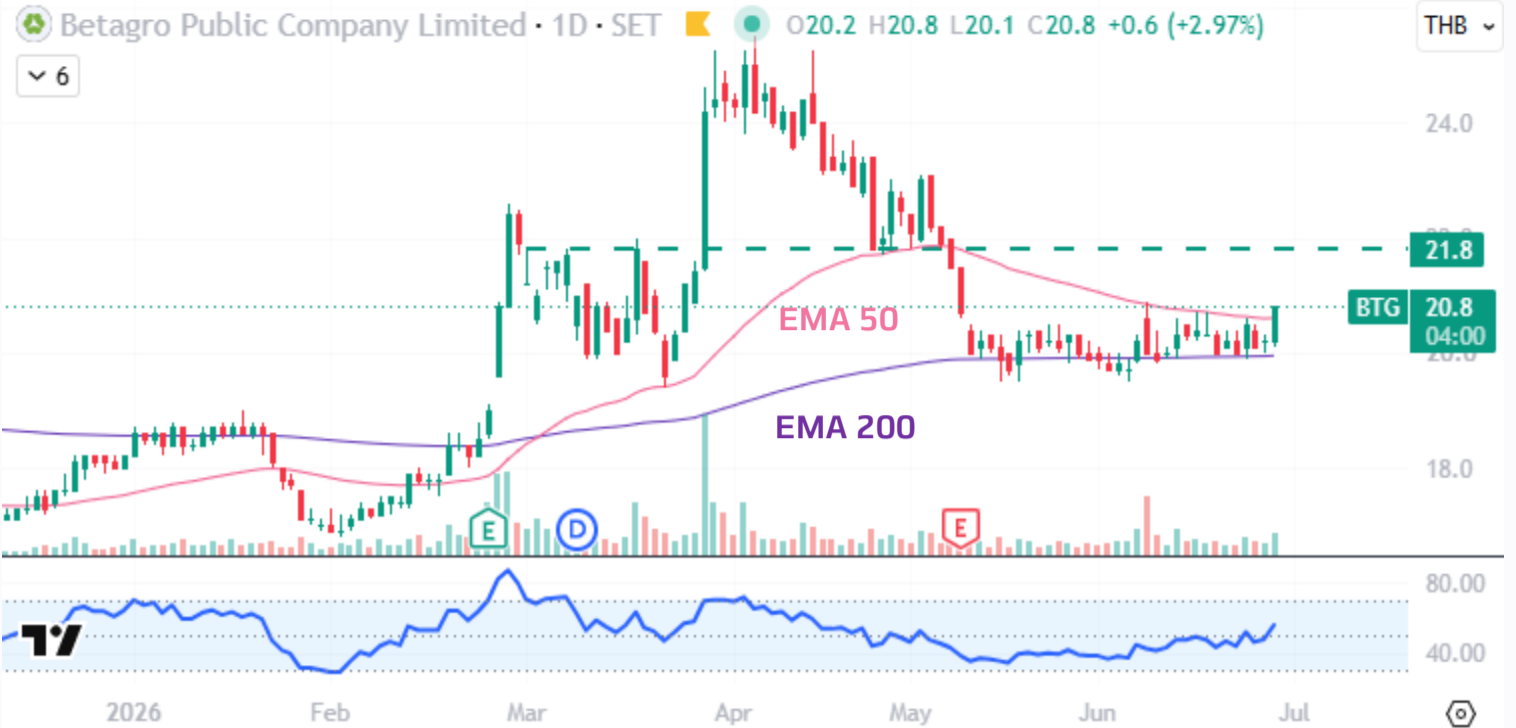 Betagro Public Company Limited · 1D · SET O20.2 H20.8 L20.1 C20.8 +0.6 (+2.97%) THB
6
24.0
21.8
BTG 20.8
04:00
20.0
EMA 50
EMA 200
18.0
E D E
80.00
40.00
2026 Feb Mar Apr May Jun Jul